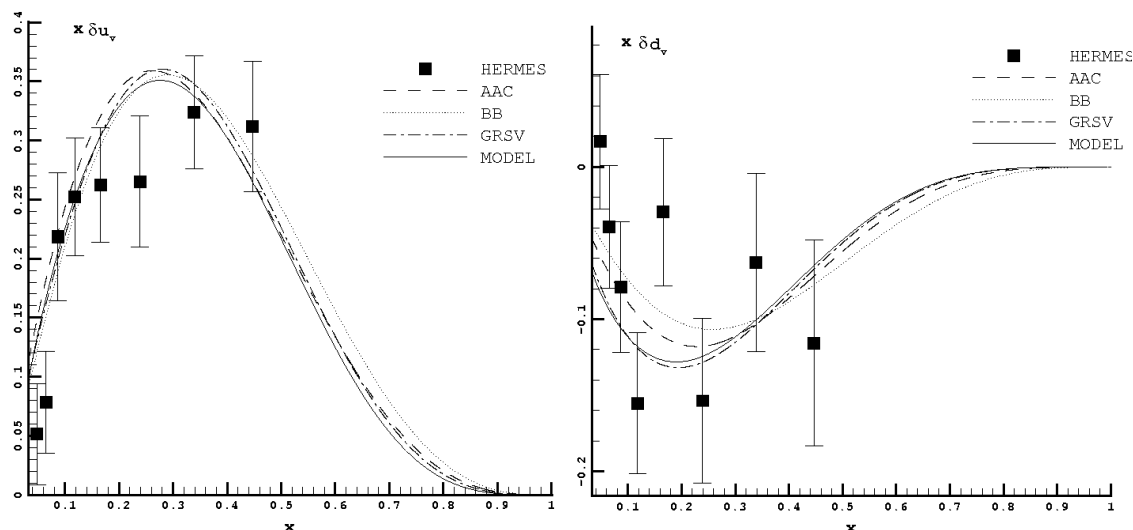 x δu_v
HERMES
AAC
BB
GRSV
MODEL
0.4
0.35
0.3
0.25
0.2
0.15
0.1
0.05
0
0.1 0.2 0.3 0.4 0.5 0.6 0.7 0.8 0.9 1
x
x δd_v
HERMES
AAC
BB
GRSV
MODEL
0
-0.1
-0.2
0.1 0.2 0.3 0.4 0.5 0.6 0.7 0.8 0.9 1
x